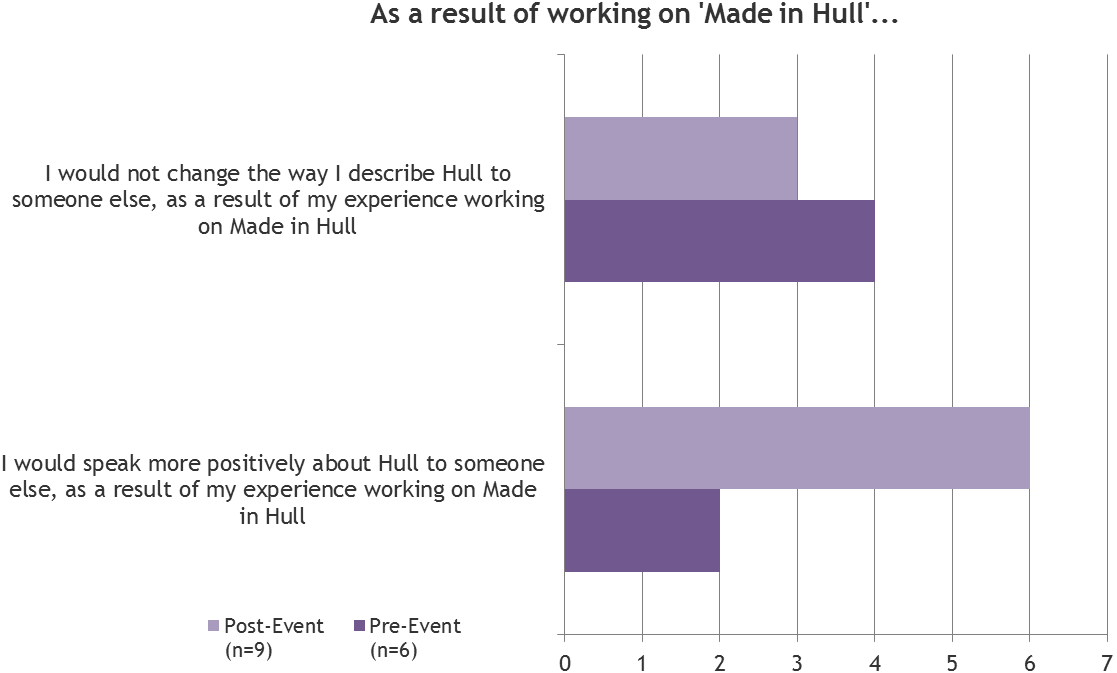 As a result of working on 'Made in Hull'...
I would not change the way I describe Hull to
someone else, as a result of my experience working
on Made in Hull
I would speak more positively about Hull to someone
else, as a result of my experience working on Made
in Hull
Post-Event
(n=9)
Pre-Event
(n=6)
0 1 2 3 4 5 6 7